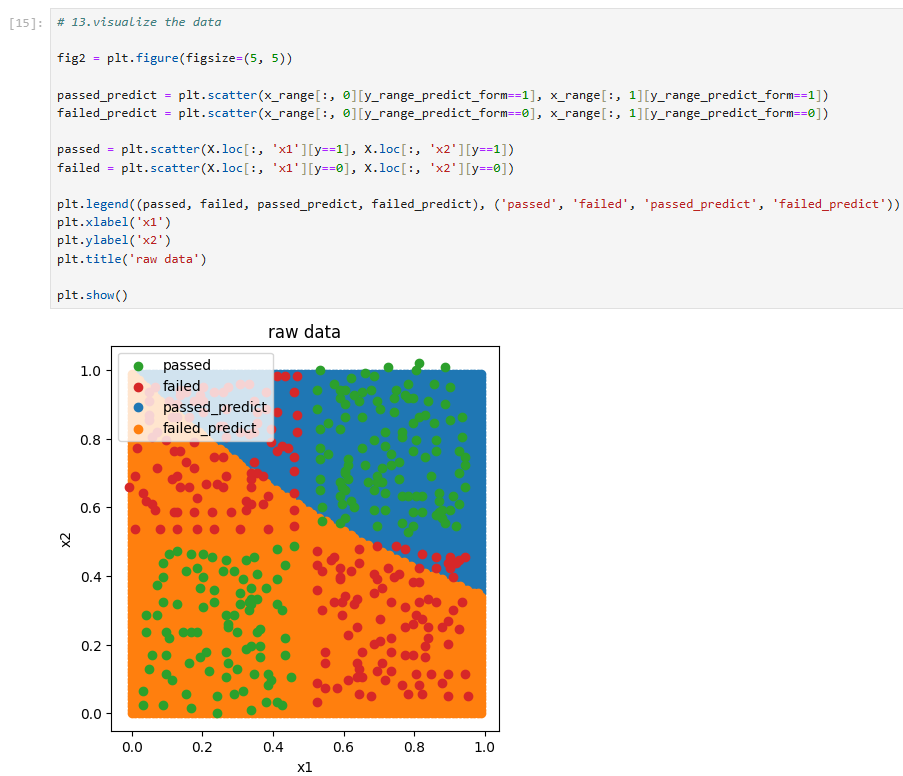 [15]:
# 13.visualize the data
fig2 = plt.figure(figsize=(5, 5))
passed_predict = plt.scatter(x_range[:, 0][y_range_predict_form==1], x_range[:, 1][y_range_predict_form==1])
failed_predict = plt.scatter(x_range[:, 0][y_range_predict_form==0], x_range[:, 1][y_range_predict_form==0])
passed = plt.scatter(X.loc[:, 'x1'][y==1], X.loc[:, 'x2'][y==1])
failed = plt.scatter(X.loc[:, 'x1'][y==0], X.loc[:, 'x2'][y==0])
plt.legend((passed, failed, passed_predict, failed_predict), ('passed', 'failed', 'passed_predict', 'failed_predict'))
plt.xlabel('x1')
plt.ylabel('x2')
plt.title('raw data')
plt.show()
raw data
passed
failed
passed_predict
failed_predict
1.0
0.8
0.6
0.4
0.2
0.0
x2
0.0 0.2 0.4 0.6 0.8 1.0
x1